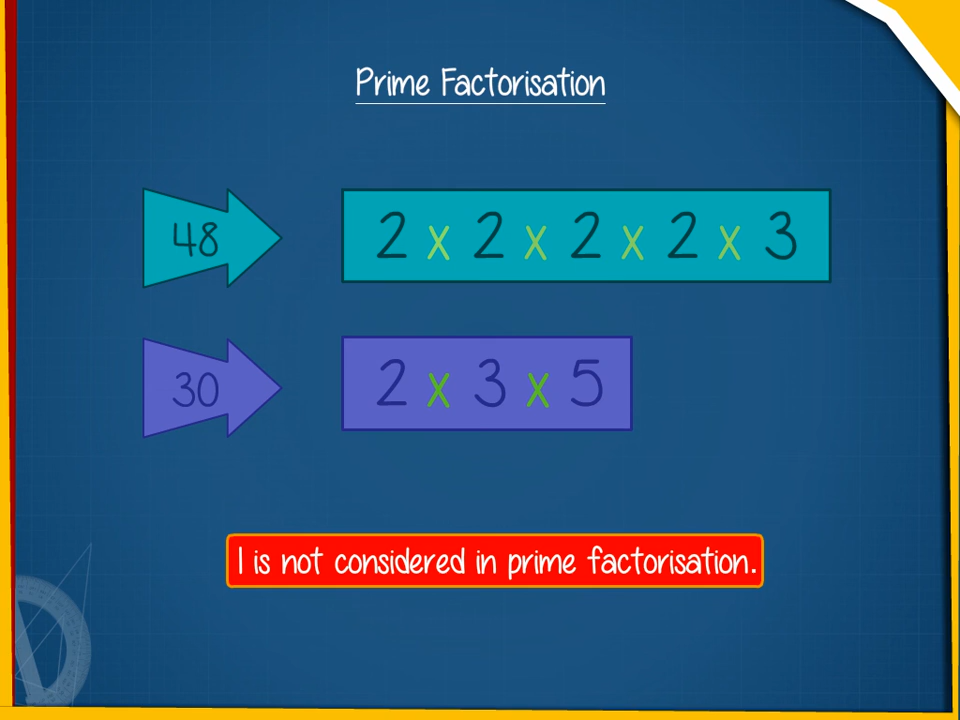 Prime Factorisation
48
2 x 2 x 2 x 2 x 3
30
2 x 3 x 5
1 is not considered in prime factorisation.